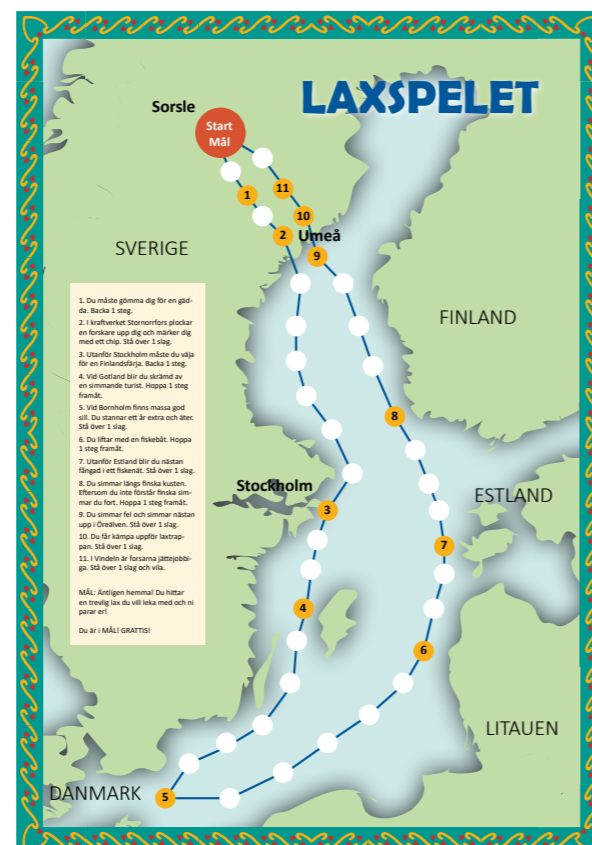 LAXSPELET
Sorsle
Start
Mål
11
1
10
2
Umeå
9
SVERIGE
FINLAND
1. Du måste gömma dig för en gäd-
da. Backa 1 steg.
2. I kraftverket Stornorrfors plockar
en forskare upp dig och märker dig
med ett chip. Stå över 1 slag.
3. Utanför Stockholm måste du väja
för en Finlandsfärja. Backa 1 steg.
4. Vid Gotland blir du skrämd av
en simmande turist. Hoppa 1 steg
framåt.
5. Vid Bornholm finns massa god
sill. Du stannar ett år extra och äter.
Stå över 1 slag.
6. Du liftar med en fiskebåt. Hoppa
1 steg framåt.
7. Utanför Estland blir du nästan
fångad i ett fiskenät. Stå över 1 slag.
8. Du simmar längs finska kusten.
Eftersom du inte förstår finska sim-
mar du fort. Hoppa 1 steg framåt.
9. Du simmar fel och simmar nästan
upp i Öreälven. Stå över 1 slag.
10. Du får kämpa uppför laxtrap-
pan. Stå över 1 slag.
11. I Vindeln är forsarna jättejobbi-
ga. Stå över 1 slag och vila.
MÅL: Äntligen hemma! Du hittar
en trevlig lax du vill leka med och ni
parar er!
Du är i MÅL! GRATTIS!
8
Stockholm
ESTLAND
3
7
4
6
LITAUEN
DANMARK
5